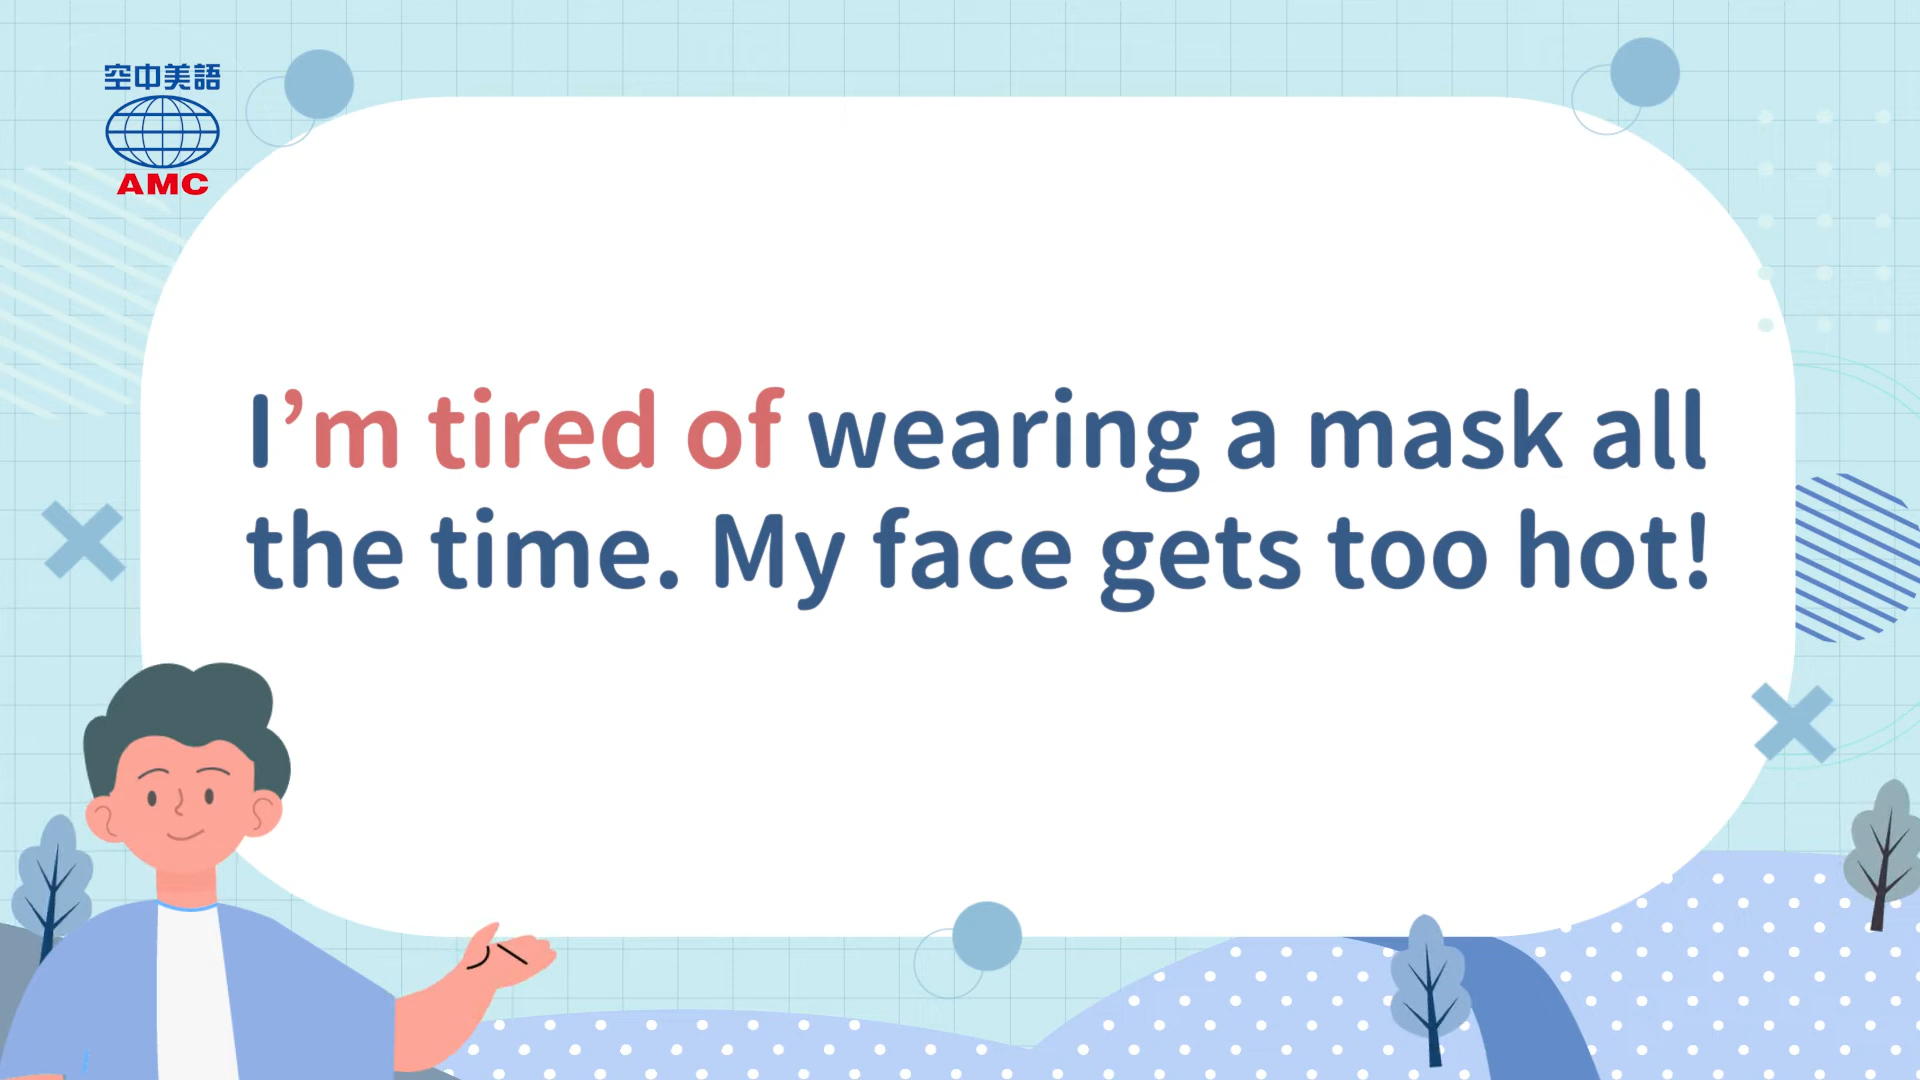 空中美語
AMC
I’m tired of wearing a mask all
the time. My face gets too hot!